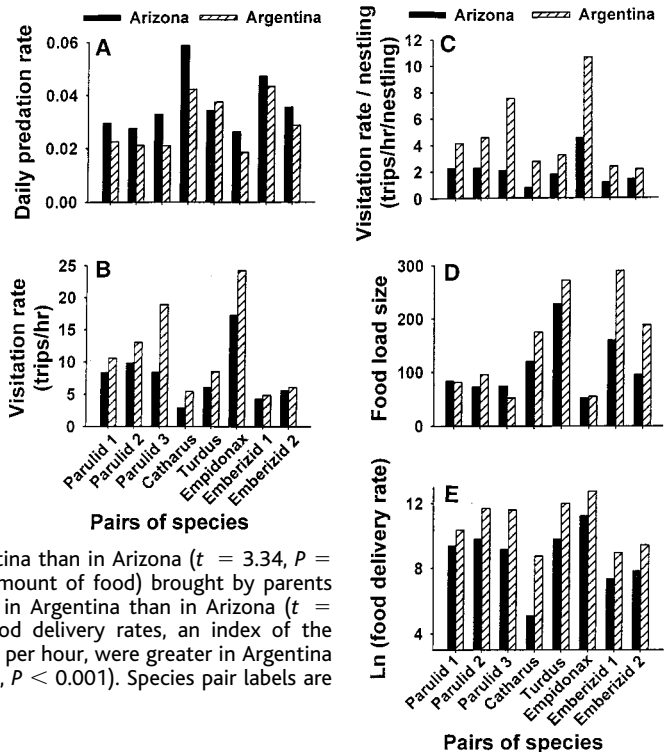 Arizona Argentina
A
Daily predation rate
0.06
0.04
0.02
0.00
B
Visitation rate
(trips/hr)
25
20
15
10
5
0
Parulid 1
Parulid 2
Parulid 3
Catharus
Turdus
Empidonax
Emberizid 1
Emberizid 2
Pairs of species
tina than in Arizona (t = 3.34, P =
mount of food) brought by parents
in Argentina than in Arizona (t =
od delivery rates, an index of the
per hour, were greater in Argentina
, P < 0.001). Species pair labels are
Arizona Argentina
C
Visitation rate / nestling
(trips/hr/nestling)
12
10
8
6
4
2
0
D
Food load size
300
200
100
0
E
Ln (food delivery rate)
12
8
4
Parulid 1
Parulid 2
Parulid 3
Catharus
Turdus
Empidonax
Emberizid 1
Emberizid 2
Pairs of species